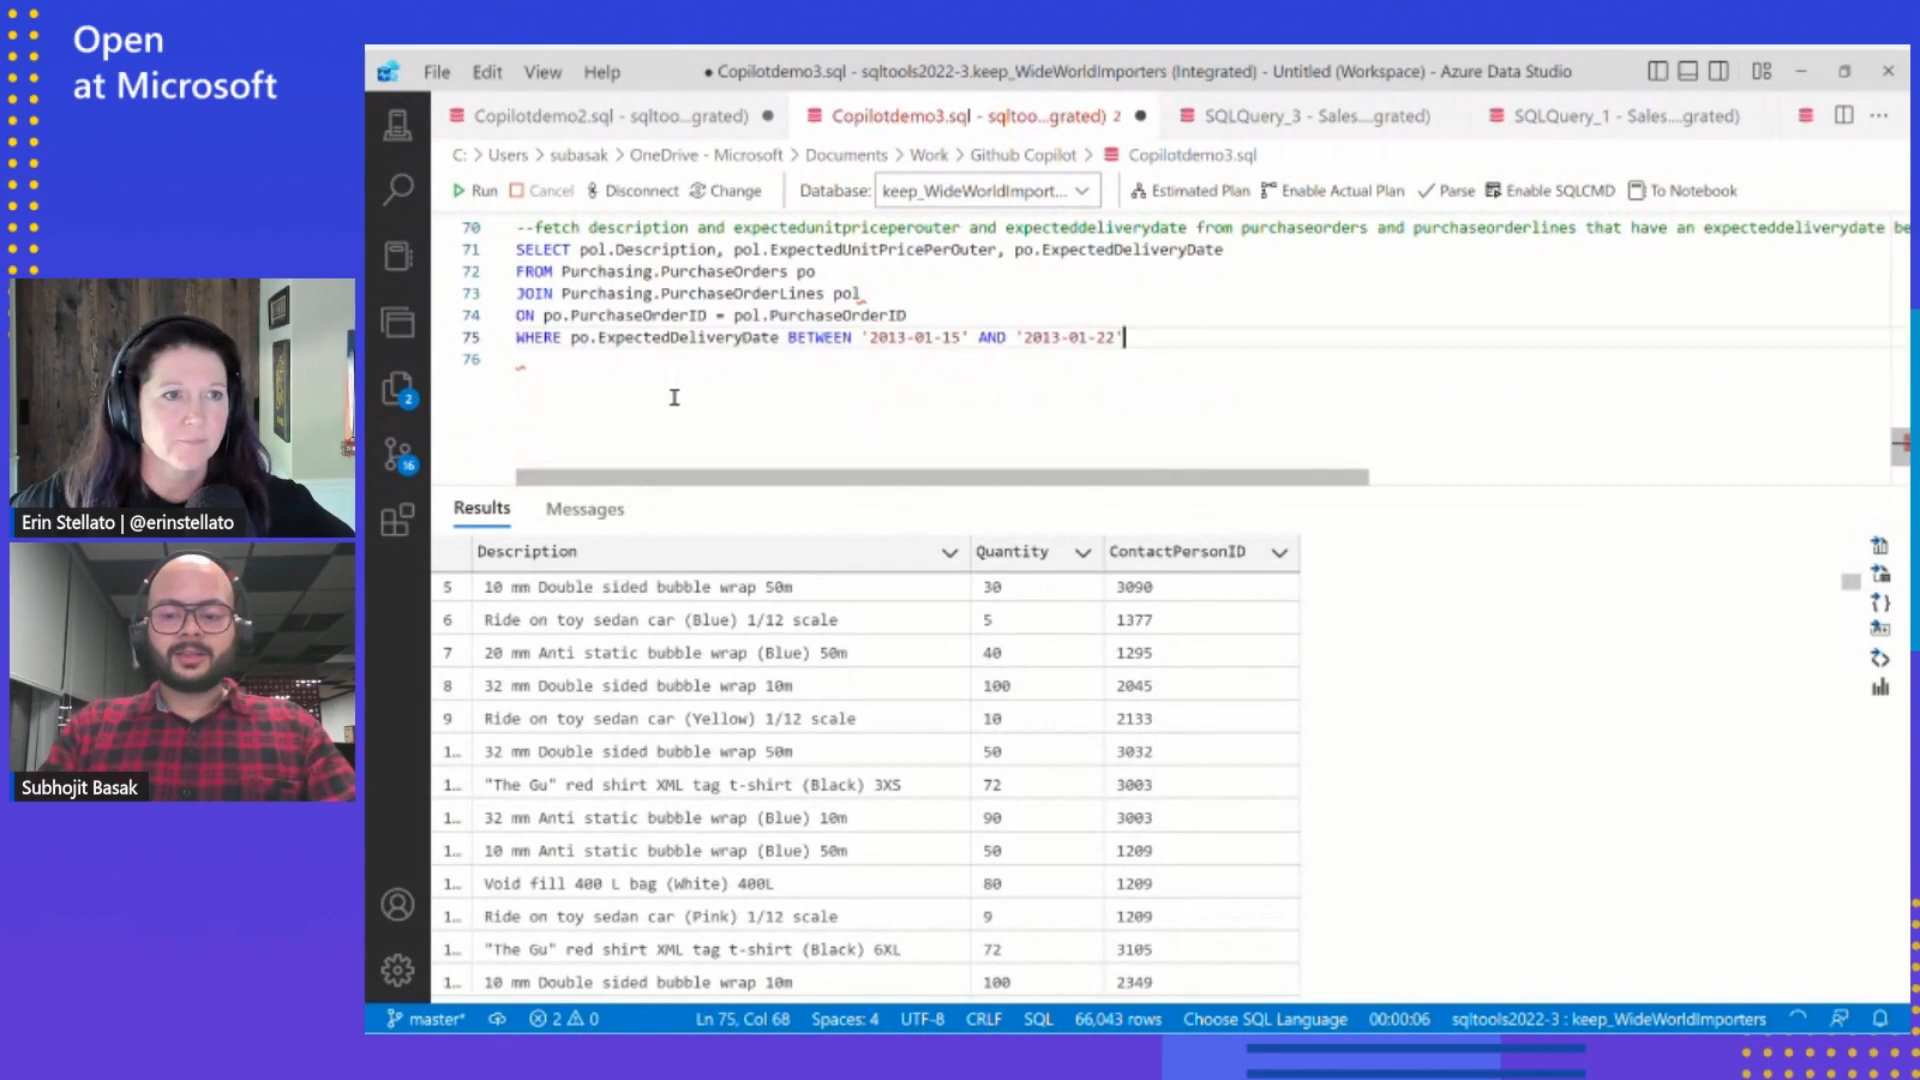 Open
at Microsoft
File Edit View Help
● Copilotdemo3.sql - sqltools2022-3.keep_WideWorldImporters (Integrated) - Untitled (Workspace) - Azure Data Studio
Copilotdemo2.sql - sqltoo...grated) ●
Copilotdemo3.sql - sqltoo...grated) 2 ●
SQLQuery_3 - Sales....grated)
SQLQuery_1 - Sales....grated)
C: > Users > subasak > OneDrive - Microsoft > Documents > Work > Github Copilot > Copilotdemo3.sql
Run Cancel Disconnect Change Database: keep_WideWorldImport... Estimated Plan Enable Actual Plan Parse Enable SQLCMD To Notebook
70 --fetch description and expectedunitpriceperouter and expecteddeliverydate from purchaseorders and purchaseorderlines that have an expecteddeliverydate be
71 SELECT pol.Description, pol.ExpectedUnitPricePerOuter, po.ExpectedDeliveryDate
72 FROM Purchasing.PurchaseOrders po
73 JOIN Purchasing.PurchaseOrderLines pol
74 ON po.PurchaseOrderID = pol.PurchaseOrderID
75 WHERE po.ExpectedDeliveryDate BETWEEN '2013-01-15' AND '2013-01-22'
76
2
16
Results Messages
Description Quantity ContactPersonID
5 10 mm Double sided bubble wrap 50m 30 3090
6 Ride on toy sedan car (Blue) 1/12 scale 5 1377
7 20 mm Anti static bubble wrap (Blue) 50m 40 1295
8 32 mm Double sided bubble wrap 10m 100 2045
9 Ride on toy sedan car (Yellow) 1/12 scale 10 2133
1... 32 mm Double sided bubble wrap 50m 50 3032
1... "The Gu" red shirt XML tag t-shirt (Black) 3XS 72 3003
1... 32 mm Anti static bubble wrap (Blue) 10m 90 3003
1... 10 mm Anti static bubble wrap (Blue) 50m 50 1209
1... Void fill 400 L bag (White) 400L 80 1209
1... Ride on toy sedan car (Pink) 1/12 scale 9 1209
1... "The Gu" red shirt XML tag t-shirt (Black) 6XL 72 3105
1... 10 mm Double sided bubble wrap 10m 100 2349
master* 2 0 Ln 75, Col 68 Spaces: 4 UTF-8 CRLF SQL 66,043 rows Choose SQL Language 00:00:06 sqltools2022-3 : keep_WideWorldImporters
Erin Stellato | @erinstellato
Subhojit Basak